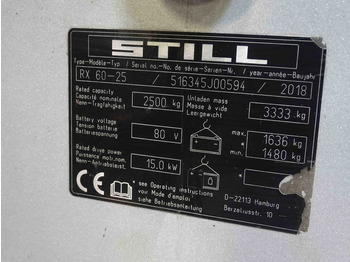 STILL
Type-Modèle-Typ / Serial no.-No de série-Serien-Nr. / year-année-Baujahr
RX 60-25 / 516345J00594 / 2018
Rated capacity
Capacité nominale
Nenn-Tragfähigkeit
2500 kg
Unladen mass
Masse à vide
Leergewicht
3333. kg
Battery voltage
Tension batterie
Batteriespannung
80 V
max.
1636 kg
min.
1480 kg
Rated drive power
Puissance motr.nom.
Nenn-Antriebsleist.
15.0 kW
CE
see Operating instructions
voir Mode d'emploi
siehe Betriebsanleitung
D-22113 Hamburg
Berzeliusstr. 10